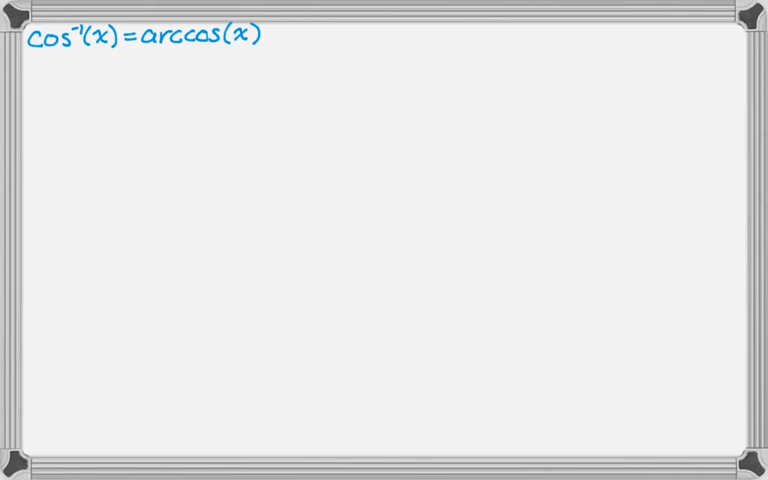 cos⁻¹(x) = arccos(x)